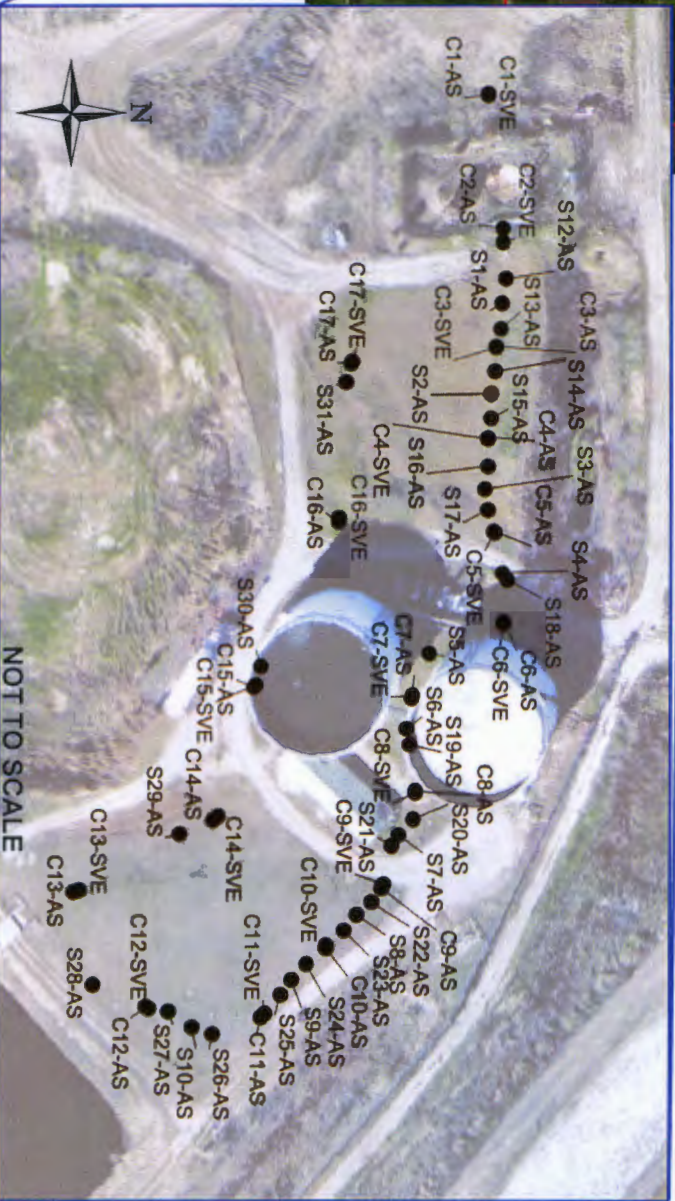 C1-SVE
C1-AS
N
C2-SVE
C2-AS
S12-AS
S1-AS
S13-AS
C3-AS
C3-SVE
S14-AS
S2-AS
S15-AS
C4-AS
C4-SVE
S16-AS
S3-AS
S17-AS
C5-AS
C5-SVE
S4-AS
S18-AS
C17-SVE
C17-AS
S31-AS
C16-SVE
C16-AS
C6-AS
C6-SVE
S5-AS
C7-AS
C7-SVE
S6-AS
S19-AS
C8-AS
C8-SVE
S20-AS
S7-AS
S21-AS
C9-SVE
C9-AS
S22-AS
S8-AS
S23-AS
C10-SVE
C10-AS
S24-AS
S9-AS
S25-AS
C11-SVE
C11-AS
S30-AS
C15-AS
C15-SVE
C14-SVE
C14-AS
S29-AS
C13-SVE
C13-AS
S28-AS
C12-SVE
C12-AS
S27-AS
S10-AS
S26-AS
NOT TO SCALE